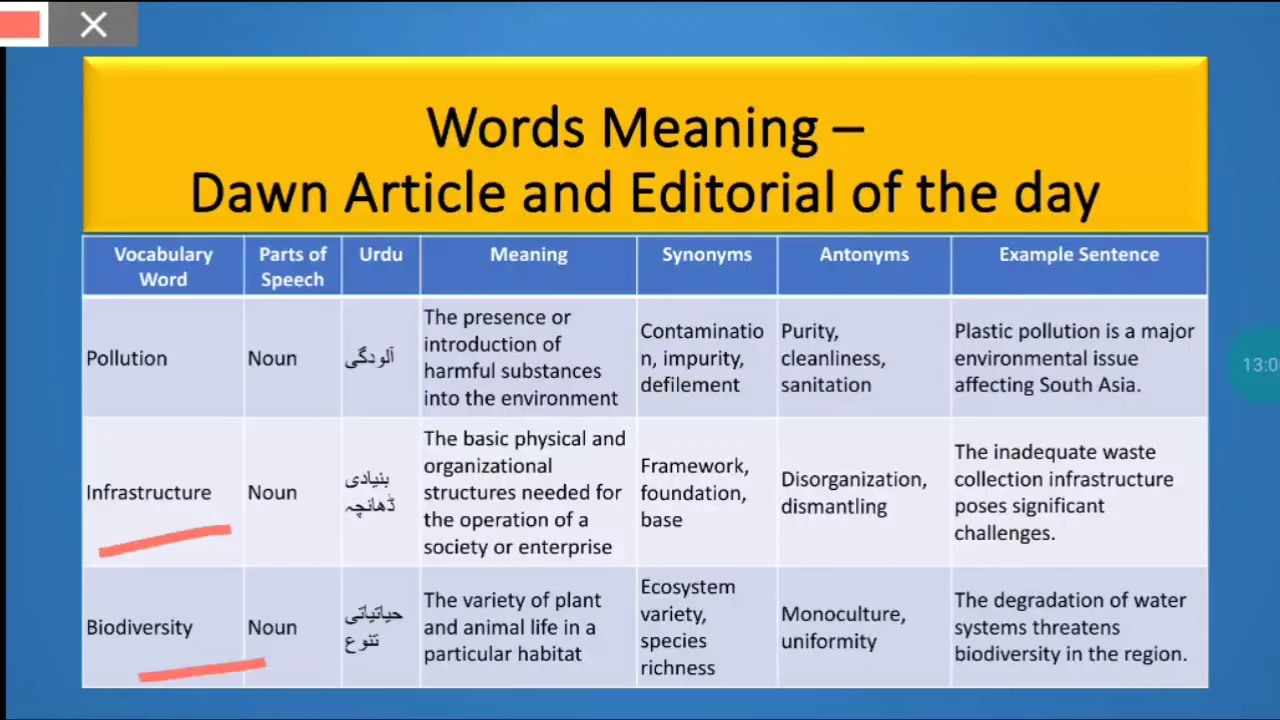 Words Meaning –
Dawn Article and Editorial of the day
Vocabulary
Word
Parts of
Speech
Urdu
Meaning
Synonyms
Antonyms
Example Sentence
Pollution
Noun
آلودگی
The presence or
introduction of
harmful substances
into the environment
Contaminatio
n, impurity,
defilement
Purity,
cleanliness,
sanitation
Plastic pollution is a major
environmental issue
affecting South Asia.
Infrastructure
Noun
بنیادی
ڈھانچہ
The basic physical and
organizational
structures needed for
the operation of a
society or enterprise
Framework,
foundation,
base
Disorganization,
dismantling
The inadequate waste
collection infrastructure
poses significant
challenges.
Biodiversity
Noun
حیاتیاتی
تنوع
The variety of plant
and animal life in a
particular habitat
Ecosystem
variety,
species
richness
Monoculture,
uniformity
The degradation of water
systems threatens
biodiversity in the region.